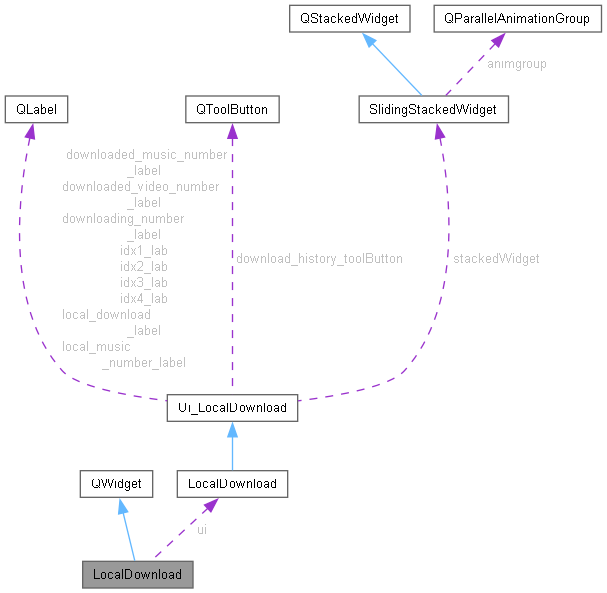 QStackedWidget
QParallelAnimationGroup
animgroup
QLabel
QToolButton
SlidingStackedWidget
downloaded_music_number
_label
downloaded_video_number
_label
downloading_number
_label
idx1_lab
idx2_lab
idx3_lab
idx4_lab
local_download
_label
local_music
_number_label
download_history_toolButton
stackedWidget
Ui_LocalDownload
QWidget
LocalDownload
ui
LocalDownload